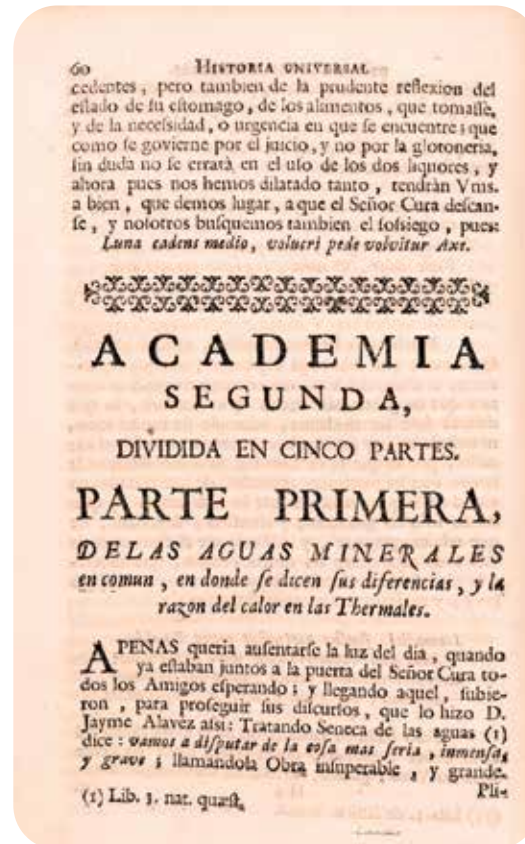 60 HISTORIA UNIVERSAL
cedentes, pero tambien de la prudente reflexion del
eſtado de ſu eſtomago, de los alimentos, que tomaſſe,
y de la neceſsidad, o urgencia en que ſe encuentre; que
como ſe govierne por el juicio, y no por la glotoneria,
ſin duda no ſe errarà en el uſo de los dos liquores, y
ahora pues nos hemos dilatado tanto, tendràn Vms.
a bien, que demos lugar, a que el Señor Cura deſcan-
ſe, y noſotros buſquemos tambien el ſoſsiego, pues:
Luna cadens medio, volucri pede volvitur Axe.
ACADEMIA
SEGUNDA,
DIVIDIDA EN CINCO PARTES.
PARTE PRIMERA,
DE LAS AGUAS MINERALES
en comun, en donde ſe dicen ſus diferencias, y la
razon del calor en las Thermales.
APENAS queria auſentarſe la luz del dia, quando
ya eſtaban juntos a la puerta del Señor Cura to-
dos los Amigos eſperando; y llegando aquel, ſubie-
ron, para proſeguir ſus diſcurſos, que lo hizo D.
Jayme Alavez aſsi: Tratando Seneca de las aguas (1)
dice: vamos a diſputar de la coſa mas ſeria, inmenſa,
y grave; llamandola Obra inſuperable, y grande.
Pli-
(1) Lib. 3. nat. quæſt.